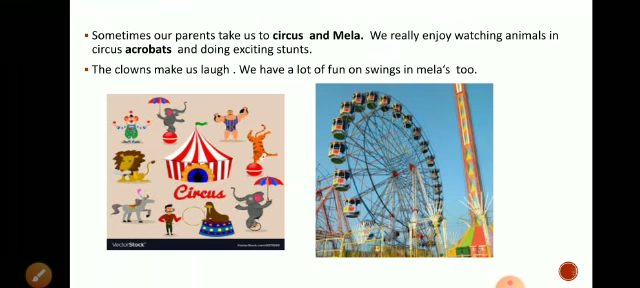 ▪ Sometimes our parents take us to circus and Mela. We really enjoy watching animals in
circus acrobats and doing exciting stunts.
▪ The clowns make us laugh . We have a lot of fun on swings in mela's too.
Circus
VectorStock